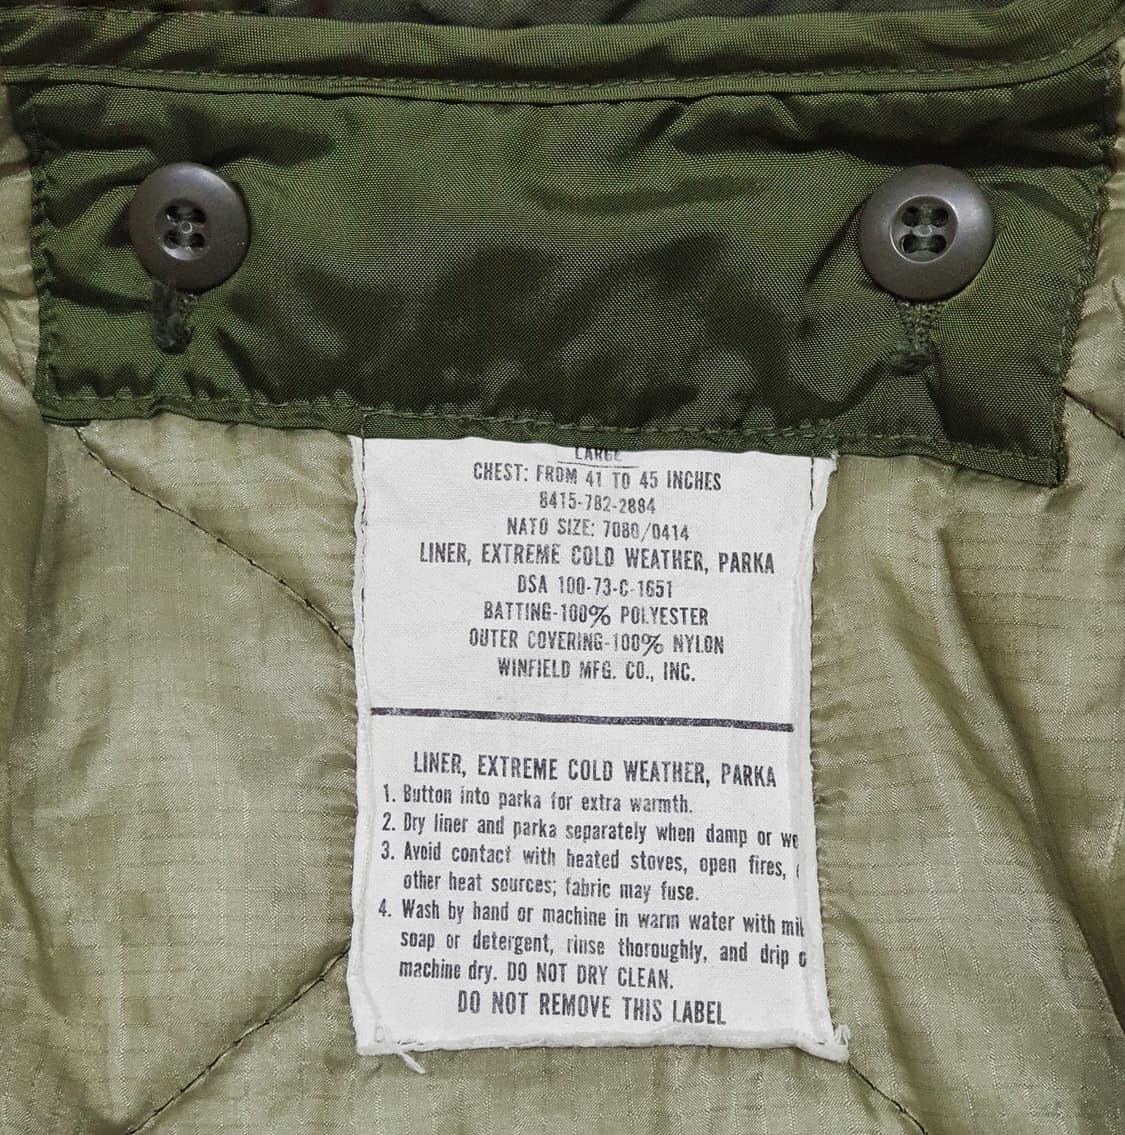 LARGE
CHEST: FROM 41 TO 45 INCHES
8415-782-2884
NATO SIZE: 7080/0414
LINER, EXTREME COLD WEATHER, PARKA
DSA 100-73-C-1651
BATTING-100% POLYESTER
OUTER COVERING-100% NYLON
WINFIELD MFG. CO., INC.
LINER, EXTREME COLD WEATHER, PARKA
1. Button into parka for extra warmth.
2. Dry liner and parka separately when damp or we
3. Avoid contact with heated stoves, open fires,
other heat sources; fabric may fuse.
4. Wash by hand or machine in warm water with mil
soap or detergent, rinse thoroughly, and drip o
machine dry. DO NOT DRY CLEAN.
DO NOT REMOVE THIS LABEL